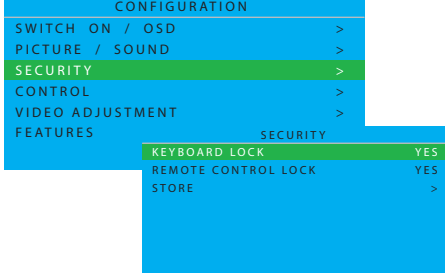 CONFIGURATION
SWITCH ON / OSD >
PICTURE / SOUND >
SECURITY >
CONTROL >
VIDEO ADJUSTMENT >
FEATURES
SECURITY
KEYBOARD LOCK YES
REMOTE CONTROL LOCK YES
STORE >